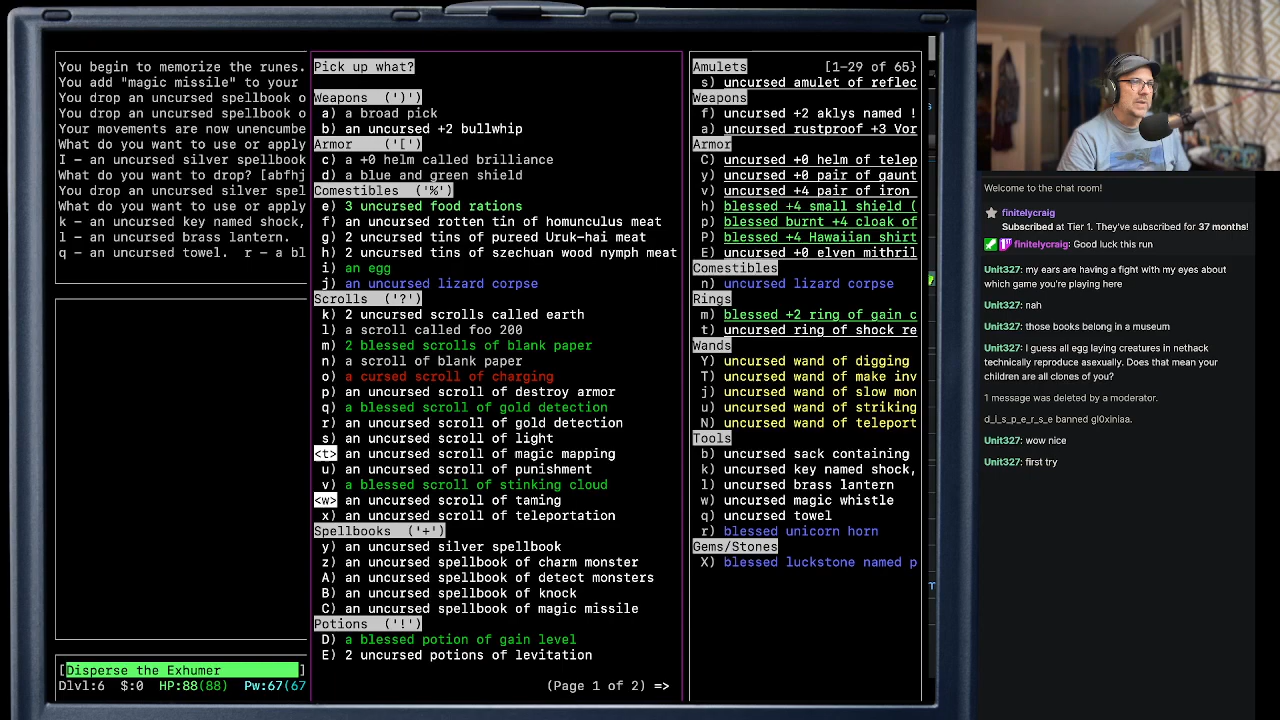 You begin to memorize the runes.
You add "magic missile" to your
You drop an uncursed spellbook o
You drop an uncursed spellbook o
Your movements are now unencumbe
What do you want to use or apply
I - an uncursed silver spellbook
What do you want to drop? [abfhj
You drop an uncursed silver spel
What do you want to use or apply
k - an uncursed key named shock,
l - an uncursed brass lantern.
q - an uncursed towel.  r - a bl
[Disperse the Exhumer ]
Dlvl:6  $:0  HP:88(88)  Pw:67(67
Pick up what?
Weapons  (')')
a) a broad pick
b) an uncursed +2 bullwhip
Armor  ('[')
c) a +0 helm called brilliance
d) a blue and green shield
Comestibles  ('%')
e) 3 uncursed food rations
f) an uncursed rotten tin of homunculus meat
g) 2 uncursed tins of pureed Uruk-hai meat
h) 2 uncursed tins of szechuan wood nymph meat
i) an egg
j) an uncursed lizard corpse
Scrolls  ('?')
k) 2 uncursed scrolls called earth
l) a scroll called foo 200
m) 2 blessed scrolls of blank paper
n) a scroll of blank paper
o) a cursed scroll of charging
p) an uncursed scroll of destroy armor
q) a blessed scroll of gold detection
r) an uncursed scroll of gold detection
s) an uncursed scroll of light
<t> an uncursed scroll of magic mapping
u) an uncursed scroll of punishment
v) a blessed scroll of stinking cloud
<w> an uncursed scroll of taming
x) an uncursed scroll of teleportation
Spellbooks  ('+')
y) an uncursed silver spellbook
z) an uncursed spellbook of charm monster
A) an uncursed spellbook of detect monsters
B) an uncursed spellbook of knock
C) an uncursed spellbook of magic missile
Potions  ('!')
D) a blessed potion of gain level
E) 2 uncursed potions of levitation
(Page 1 of 2) =>
Amulets [1-29 of 65}
s) uncursed amulet of reflec
Weapons
f) uncursed +2 aklys named !
a) uncursed rustproof +3 Vor
Armor
C) uncursed +0 helm of telep
y) uncursed +0 pair of gaunt
v) uncursed +4 pair of iron
h) blessed +4 small shield (
p) blessed burnt +4 cloak of
P) blessed +4 Hawaiian shirt
E) uncursed +0 elven mithril
Comestibles
n) uncursed lizard corpse
Rings
m) blessed +2 ring of gain c
t) uncursed ring of shock re
Wands
Y) uncursed wand of digging
T) uncursed wand of make inv
j) uncursed wand of slow mon
u) uncursed wand of striking
N) uncursed wand of teleport
Tools
b) uncursed sack containing
k) uncursed key named shock,
l) uncursed brass lantern
w) uncursed magic whistle
q) uncursed towel
r) blessed unicorn horn
Gems/Stones
X) blessed luckstone named p
Welcome to the chat room!
finitelycraig
Subscribed at Tier 1. They've subscribed for 37 months!
finitelycraig: Good luck this run
Unit327: my ears are having a fight with my eyes about
which game you're playing here
Unit327: nah
Unit327: those books belong in a museum
Unit327: I guess all egg laying creatures in nethack
technically reproduce asexually. Does that mean your
children are all clones of you?
1 message was deleted by a moderator.
d_i_s_p_e_r_s_e banned gl0xiniaa.
Unit327: wow nice
Unit327: first try